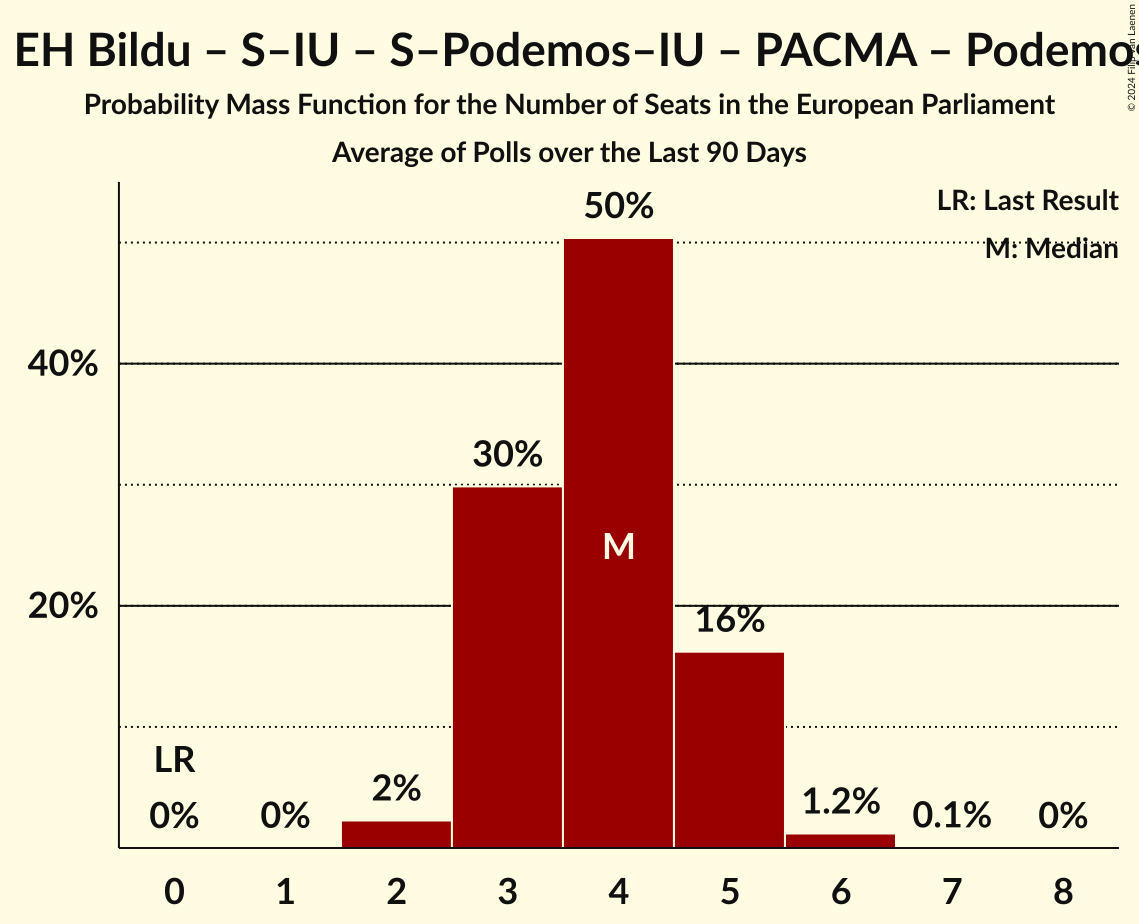 EH Bildu – S–IU – S–Podemos–IU – PACMA – Podemos
Probability Mass Function for the Number of Seats in the European Parliament
Average of Polls over the Last 90 Days
© 2024 Filip van Laenen
LR: Last Result
M: Median
50%
40%
30%
M
20%
16%
LR
2%
1.2%
0% 0% 0.1% 0%
0 1 2 3 4 5 6 7 8